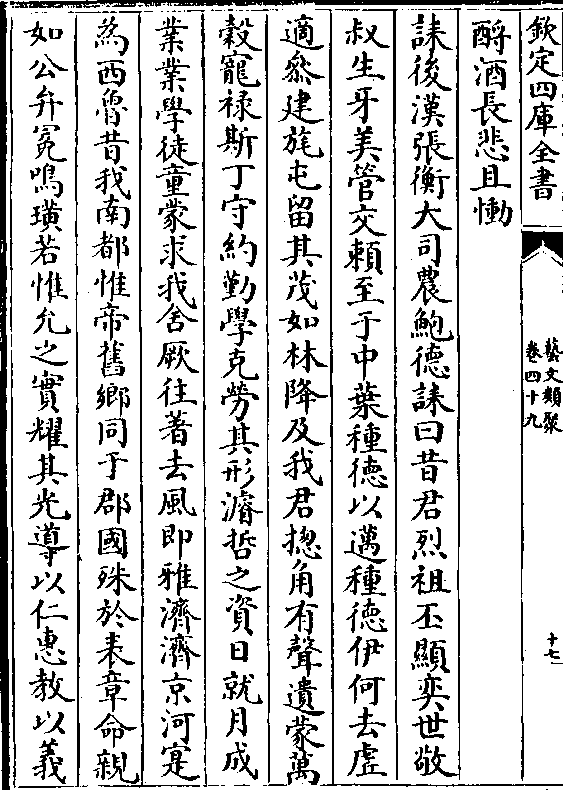 欽定四庫全書
藝文類聚
卷四十九
十七
酹酒長悲且慟
誄後漢張衡大司農鮑德誄曰昔君烈祖丕顯奕世敬
叔生牙美管交頼至于中葉種徳以邁種徳伊何去虚
適參建旄屯留其茂如林降及我君揔角有聲遺蒙萬
榖寵禄斯丁守約勤學克勞其形濬哲之資日就月成
業業學徒童蒙求我舍厥往著去風即雅濟濟京河寔
為西魯昔我南都惟帝舊鄉同于郡國殊於表章命親
如公弁冕鳴璜若惟允之實耀其光導以仁惠教以義